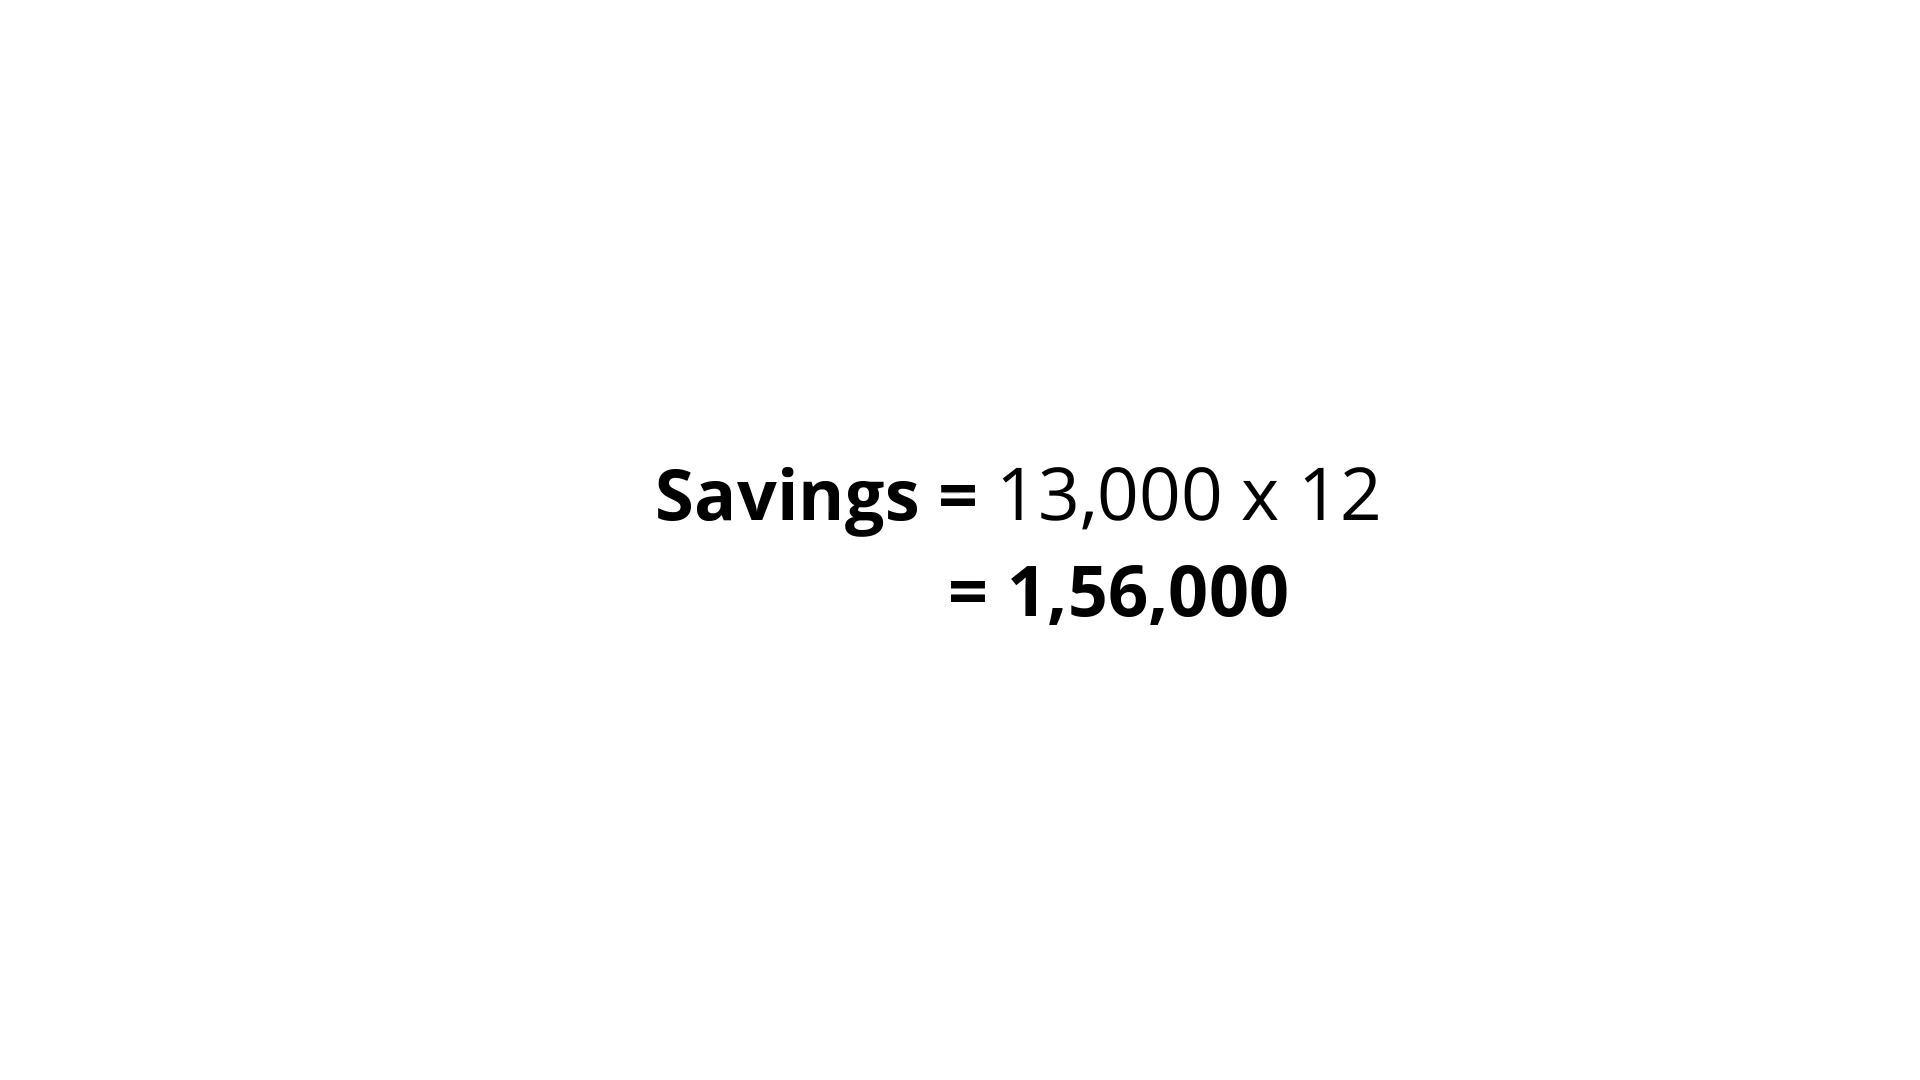 Savings = 13,000 x 12
= 1,56,000